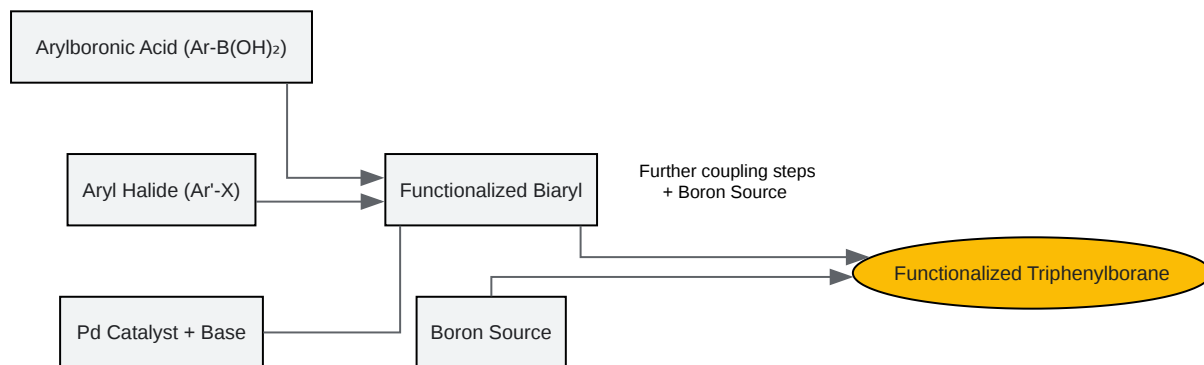 Arylboronic Acid (Ar-B(OH)₂)
Aryl Halide (Ar'-X)
Functionalized Biaryl
Further coupling steps
+ Boron Source
Functionalized Triphenylborane
Pd Catalyst + Base
Boron Source